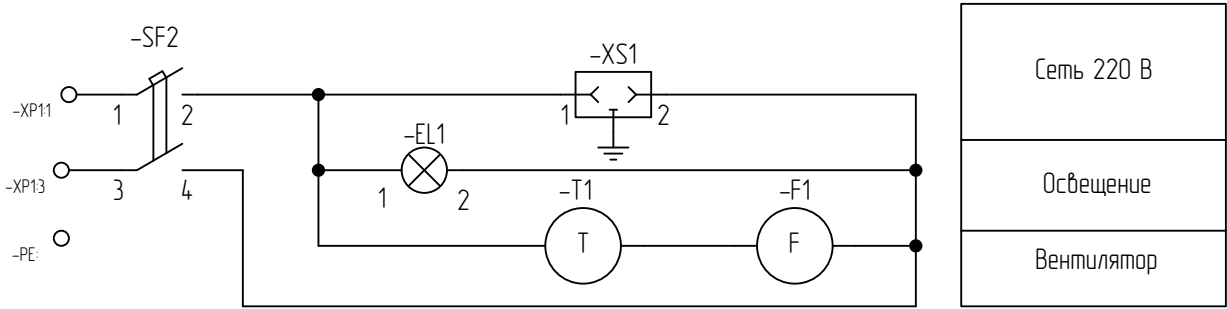 -SF2
-XS1
Сеть 220 В
-XP1:1
1
2
1
2
-EL1
-XP1:3
3
4
1
2
Освещение
-T1
-F1
-PE:
T
F
Вентилятор